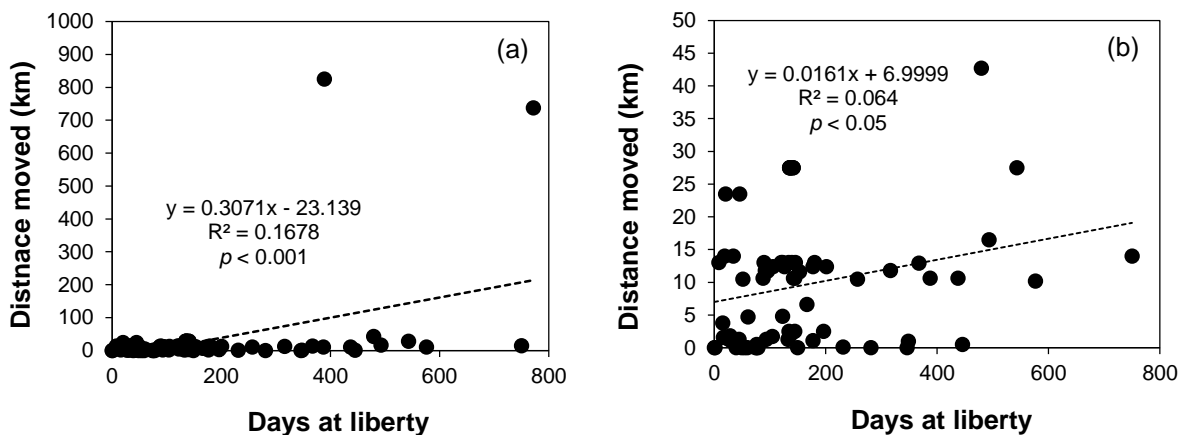 (a)
Distnace moved (km)
1000
900
800
700
600
500
400
300
200
100
0
y = 0.3071x - 23.139
R² = 0.1678
p < 0.001
0
200
400
600
800
Days at liberty
(b)
Distance moved (km)
50
45
40
35
30
25
20
15
10
5
0
y = 0.0161x + 6.9999
R² = 0.064
p < 0.05
0
200
400
600
800
Days at liberty